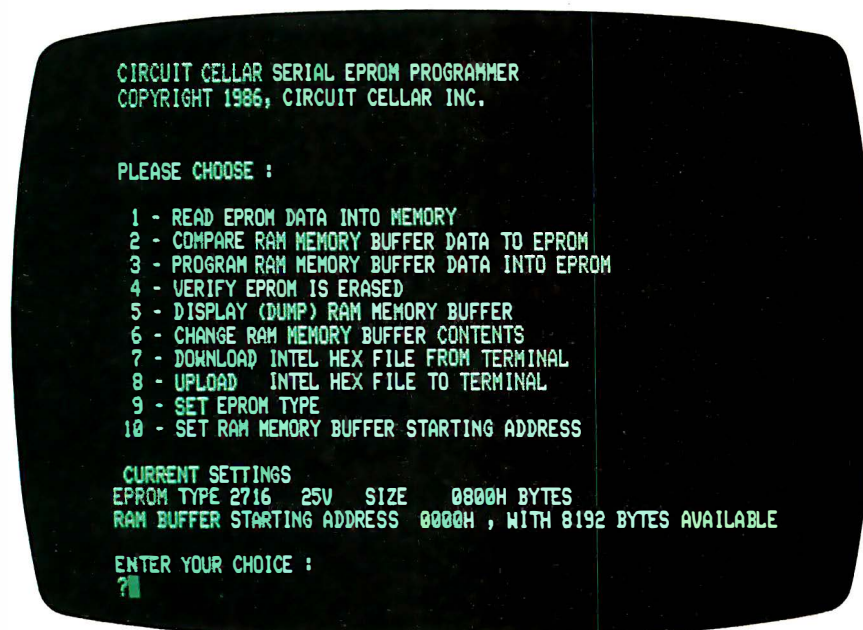 CIRCUIT CELLAR SERIAL EPROM PROGRAMMER
COPYRIGHT 1986, CIRCUIT CELLAR INC.
PLEASE CHOOSE :
1 - READ EPROM DATA INTO MEMORY
2 - COMPARE RAM MEMORY BUFFER DATA TO EPROM
3 - PROGRAM RAM MEMORY BUFFER DATA INTO EPROM
4 - VERIFY EPROM IS ERASED
5 - DISPLAY (DUMP) RAM MEMORY BUFFER
6 - CHANGE RAM MEMORY BUFFER CONTENTS
7 - DOWNLOAD INTEL HEX FILE FROM TERMINAL
8 - UPLOAD INTEL HEX FILE TO TERMINAL
9 - SET EPROM TYPE
10 - SET RAM MEMORY BUFFER STARTING ADDRESS
CURRENT SETTINGS
EPROM TYPE 2716 25V SIZE 0800H BYTES
RAM BUFFER STARTING ADDRESS 0000H , WITH 8192 BYTES AVAILABLE
ENTER YOUR CHOICE :
?